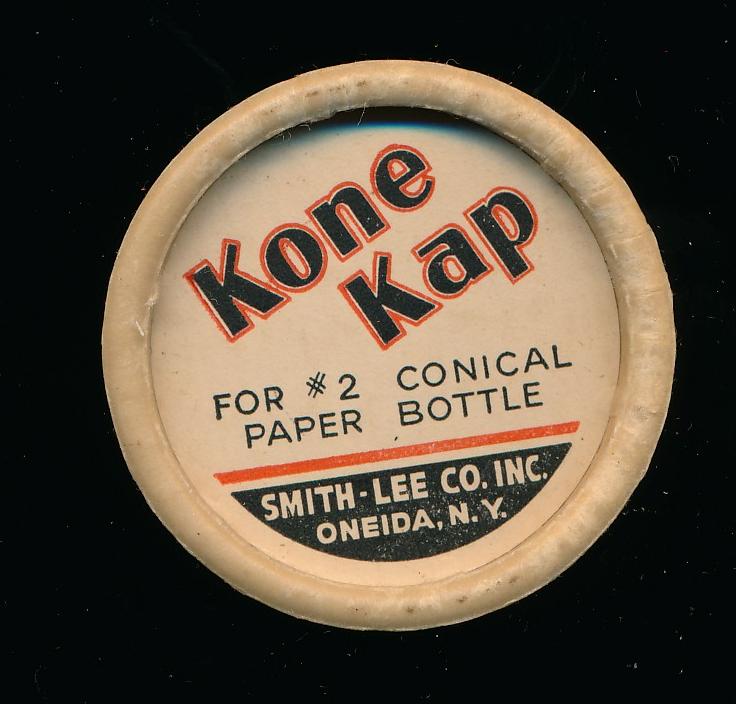 Kone
Kap
FOR #2 CONICAL
PAPER BOTTLE
SMITH-LEE CO. INC.
ONEIDA, N.Y.